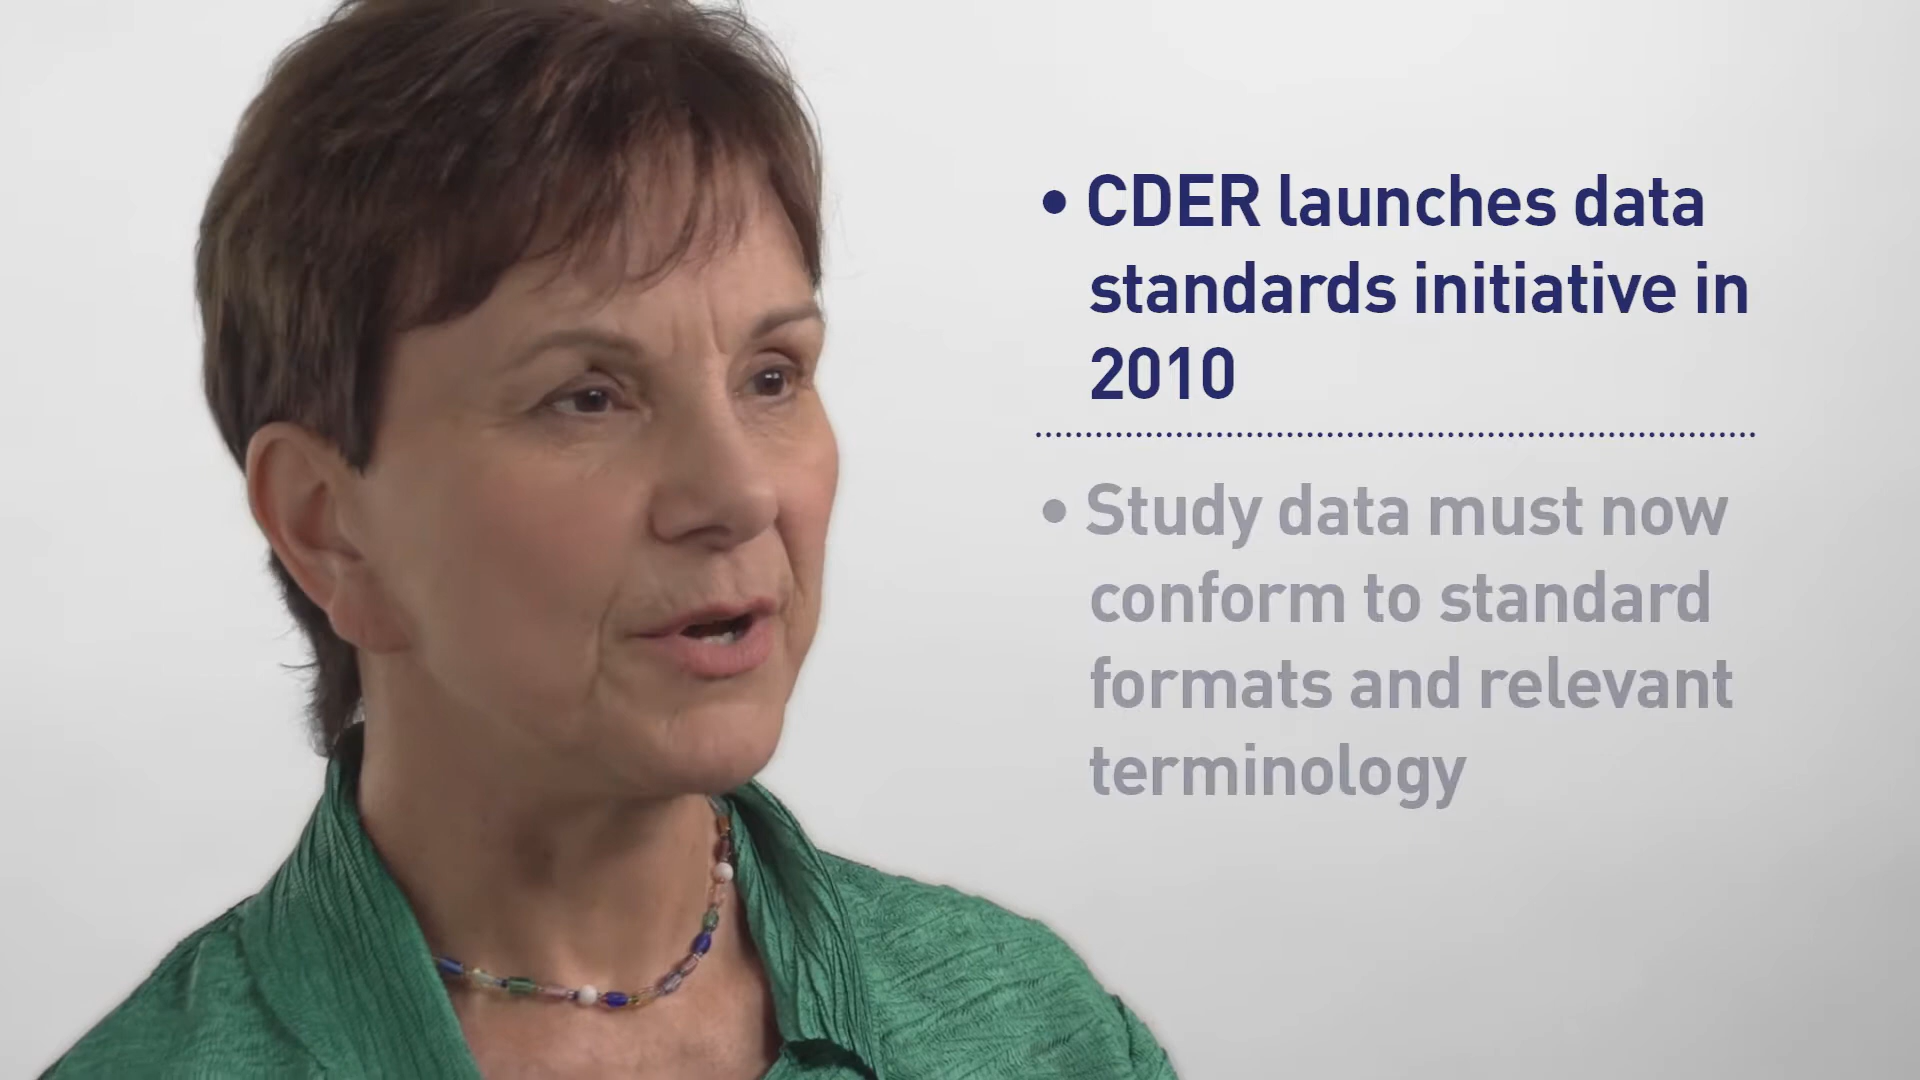 • CDER launches data
standards initiative in
2010
• Study data must now
conform to standard
formats and relevant
terminology